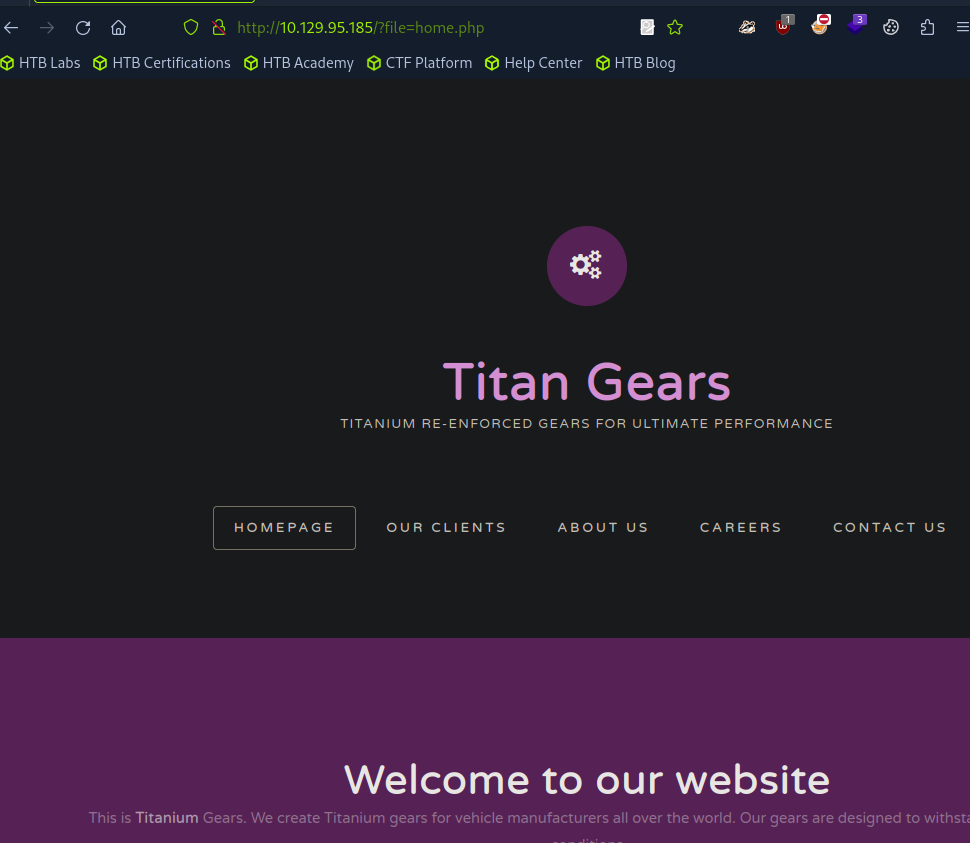 http://10.129.95.185/?file=home.php
1
3
HTB Labs HTB Certifications HTB Academy CTF Platform Help Center HTB Blog
Titan Gears
TITANIUM RE-ENFORCED GEARS FOR ULTIMATE PERFORMANCE
HOMEPAGE OUR CLIENTS ABOUT US CAREERS CONTACT US
Welcome to our website
This is Titanium Gears. We create Titanium gears for vehicle manufacturers all over the world. Our gears are designed to withsta